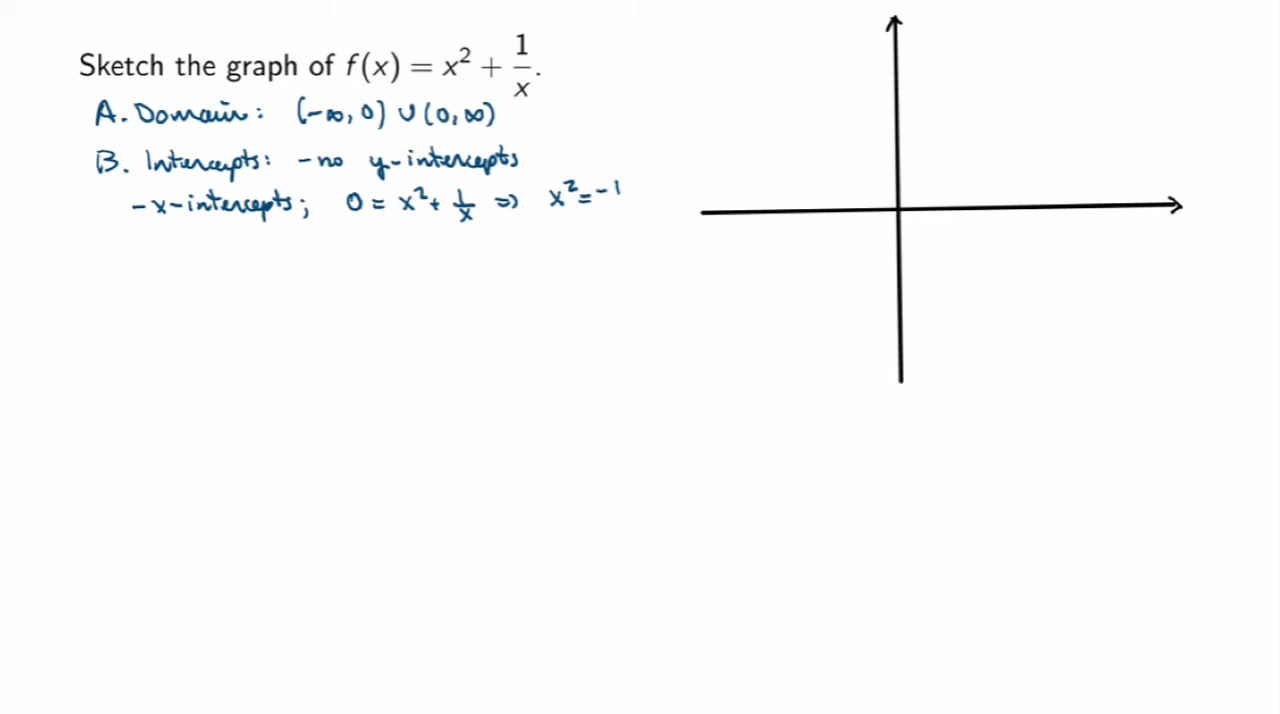 Sketch the graph of f(x) = x² + 1/x.
A. Domain: (-∞, 0) ∪ (0, ∞)
B. Intercepts: - no y-intercepts
- x-intercepts; 0 = x² + 1/x ⇒ x² = -1